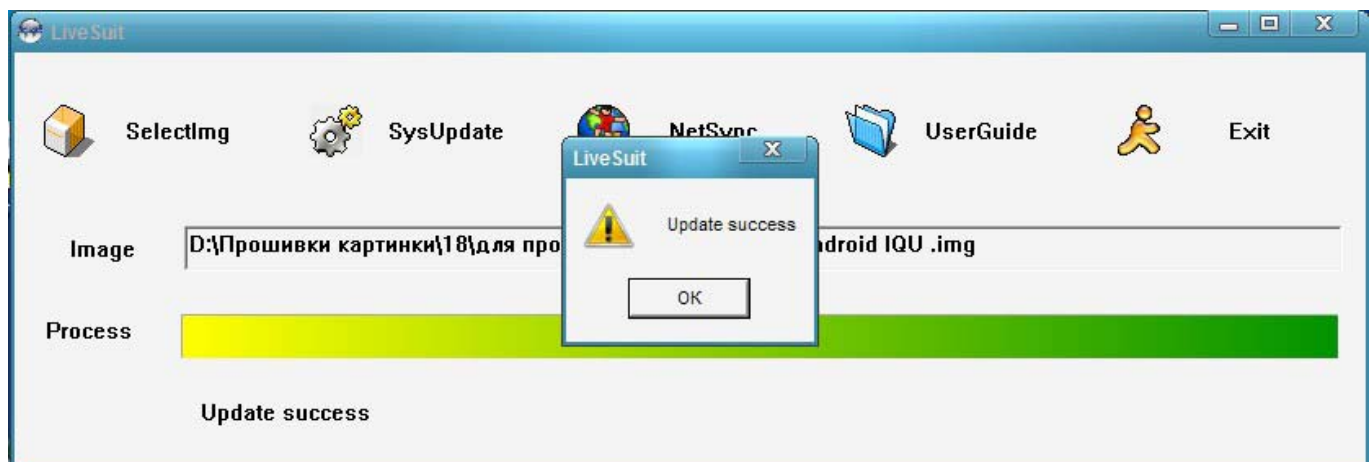 LiveSuit
SelectImg
SysUpdate
NetSync
UserGuide
Exit
LiveSuit
Update success
OK
Image
D:\Прошивки картинки\18\для про
droid IQU .img
Process
Update success